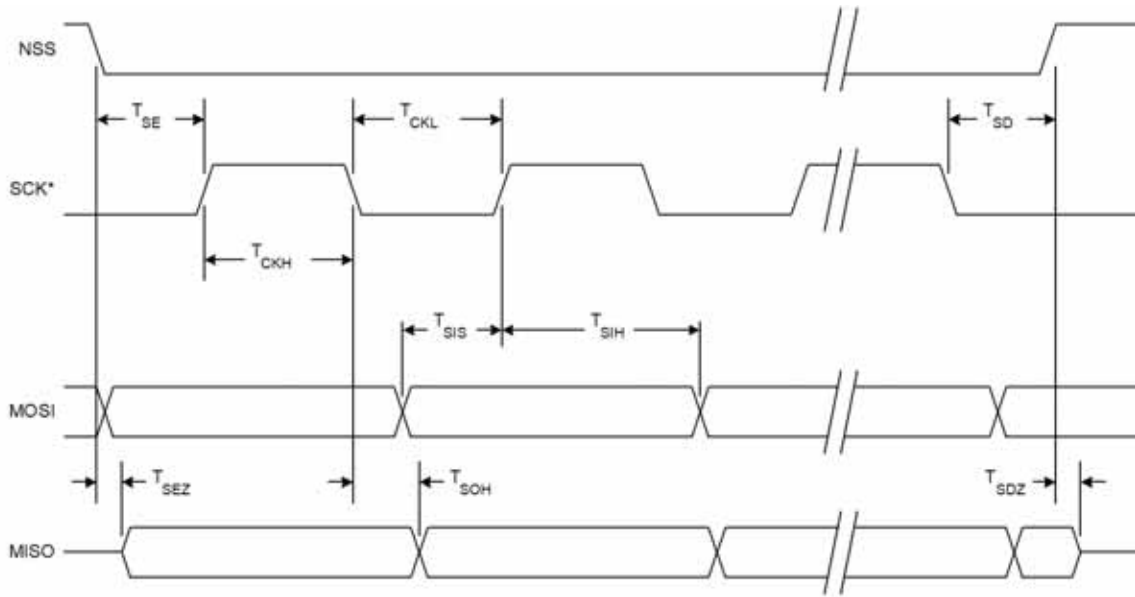 NSS
T_SE
T_CKL
T_SD
SCK*
T_CKH
T_SIS
T_SIH
MOSI
T_SEZ
T_SOH
T_SDZ
MISO